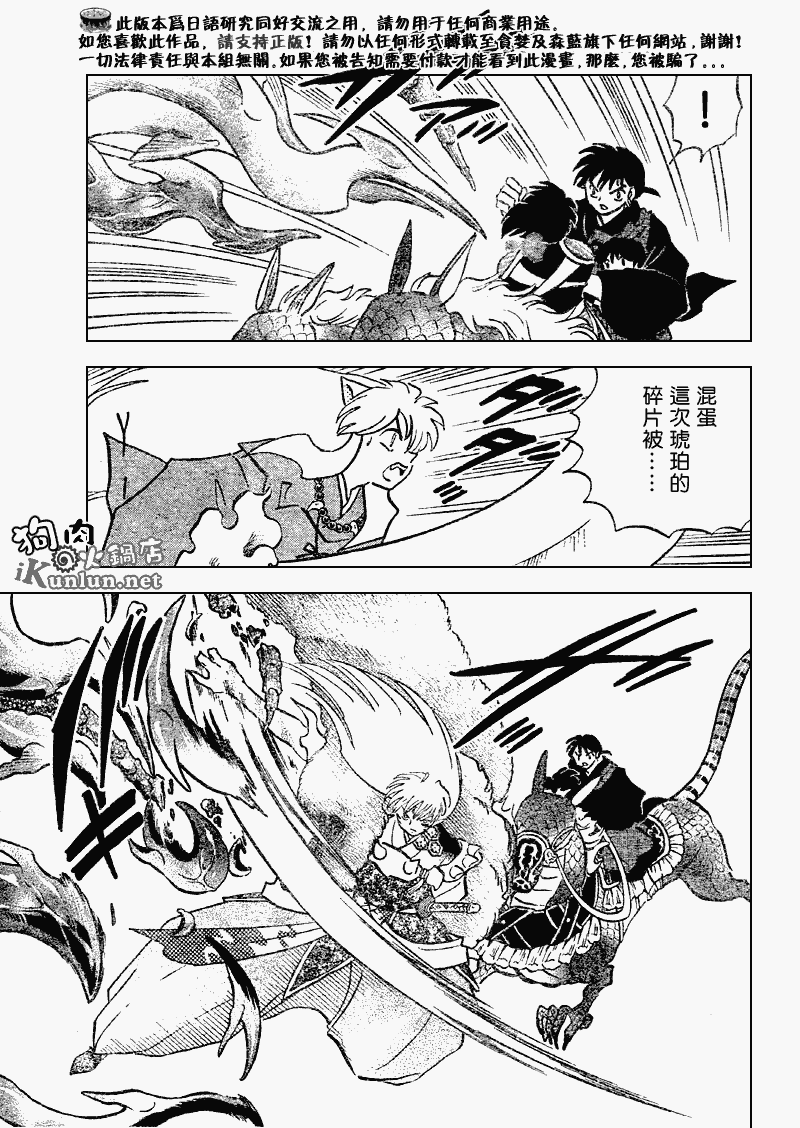 此版本爲日語研究同好交流之用，請勿用于任何商業用途。
如您喜歡此作品，請支持正版！請勿以任何形式轉載至貪婪及森藍旗下任何網站，謝謝！
一切法律責任與本組無關。如果您被告知需要付款才能看到此漫畫，那麼，您被騙了...
！
混蛋
這次琥珀的
碎片被……
狗肉
火鍋店
iKunlun.net